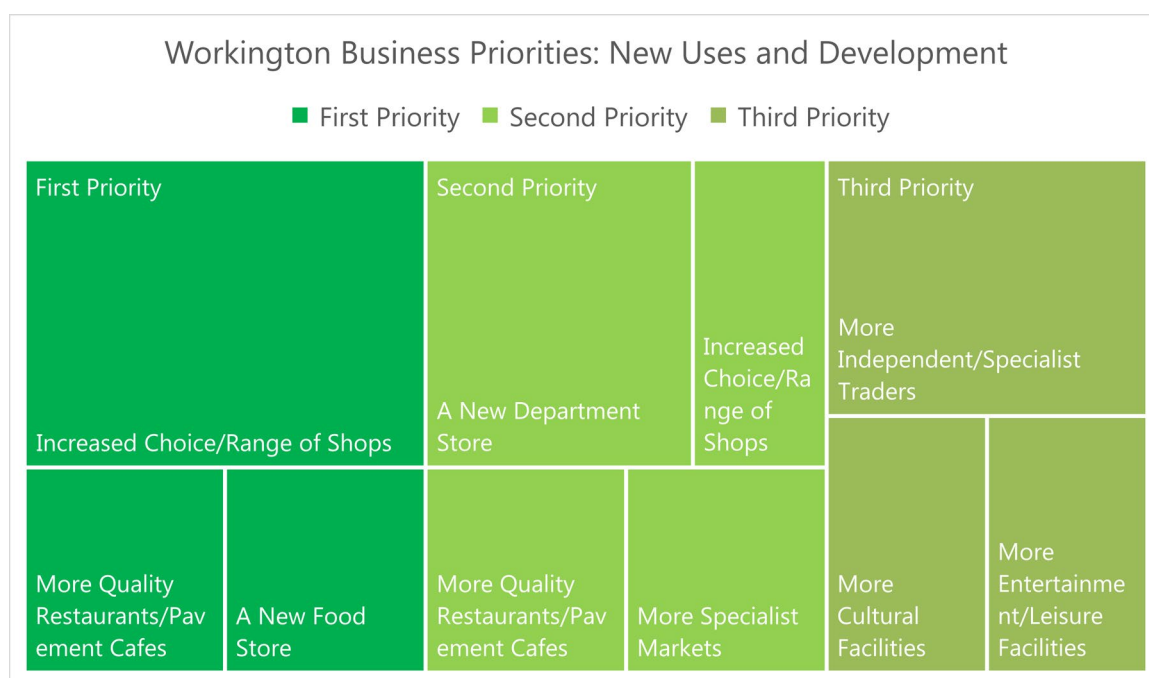 Workington Business Priorities: New Uses and Development
First Priority Second Priority Third Priority
First Priority
Increased Choice/Range of Shops
More Quality
Restaurants/Pav
ement Cafes
A New Food
Store
Second Priority
A New Department
Store
Increased
Choice/Ra
nge of
Shops
More Quality
Restaurants/Pav
ement Cafes
More Specialist
Markets
Third Priority
More
Independent/Specialist
Traders
More
Cultural
Facilities
More
Entertainme
nt/Leisure
Facilities